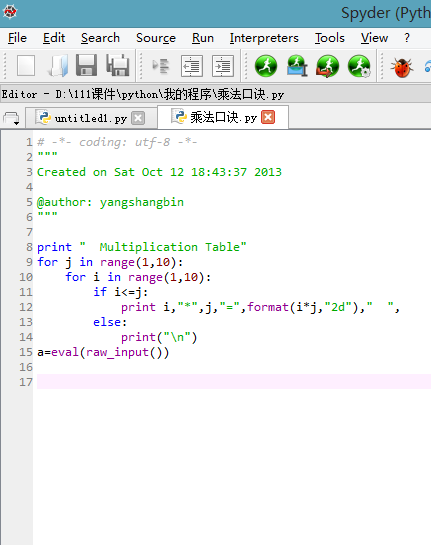 Spyder (Pyth
File Edit Search Source Run Interpreters Tools View ?
Editor - D:\111课件\python\我的程序\乘法口诀.py
untitled1.py 乘法口诀.py
1 # -*- coding: utf-8 -*-
2 """
3 Created on Sat Oct 12 18:43:37 2013
4
5 @author: yangshangbin
6 """
7
8 print "  Multiplication Table"
9 for j in range(1,10):
10     for i in range(1,10):
11         if i<=j:
12             print i,"*",j,"=",format(i*j,"2d"),"  ",
13         else:
14             print("\n")
15 a=eval(raw_input())
16
17